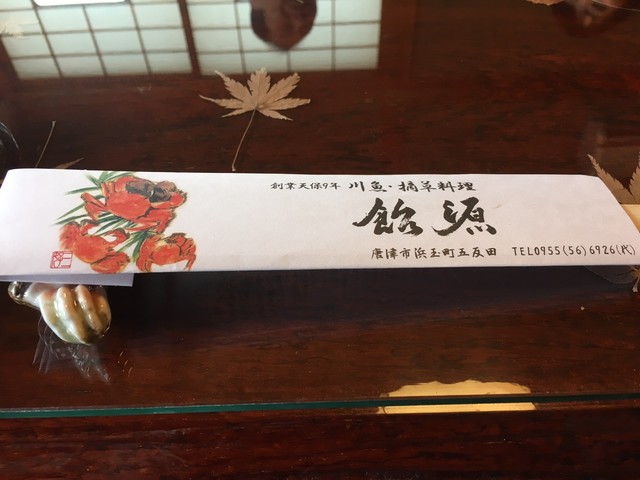 創業天保9年 川魚・摘草料理
飴源
唐津市浜玉町五反田 TEL0955(56)6926(代)